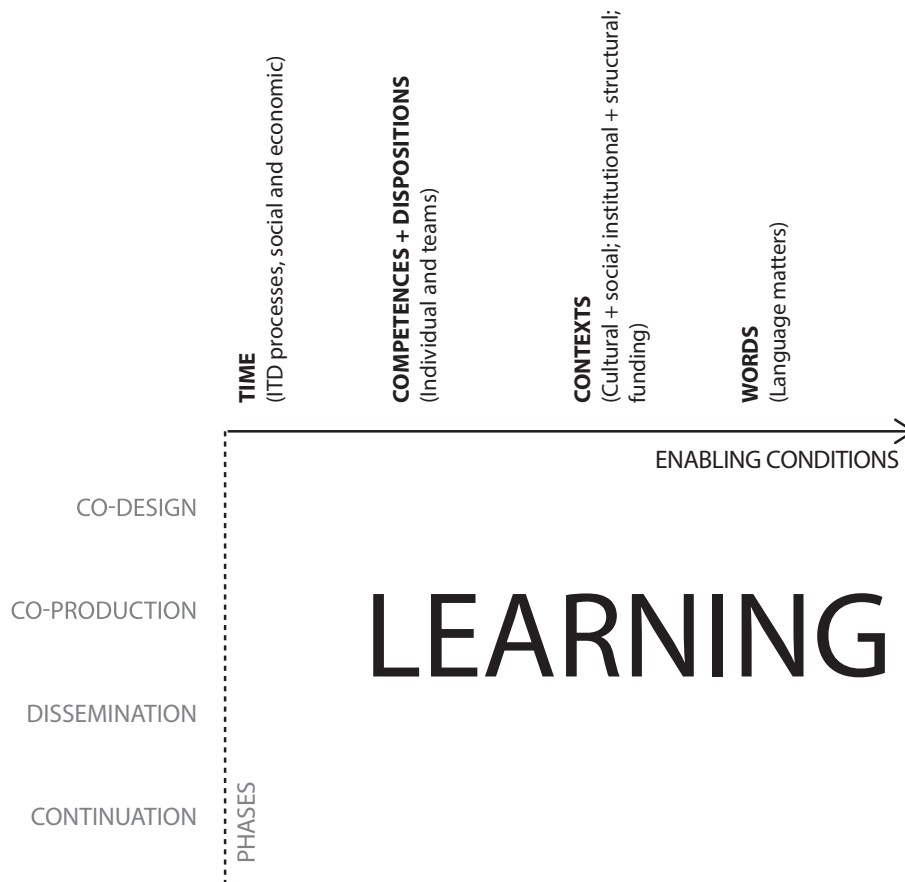 TIME
(ITD processes, social and economic)
COMPETENCES + DISPOSITIONS
(Individual and teams)
CONTEXTS
(Cultural + social; institutional + structural;
funding)
WORDS
(Language matters)
ENABLING CONDITIONS
CO-DESIGN
CO-PRODUCTION
LEARNING
DISSEMINATION
CONTINUATION
PHASES